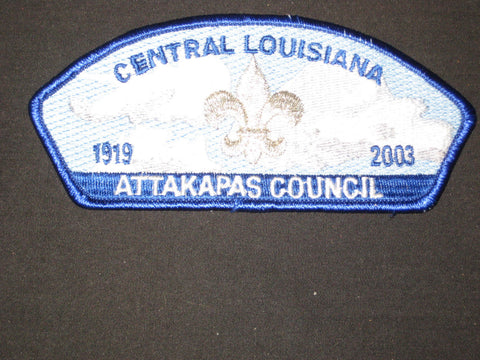 CENTRAL LOUISIANA
1919 2003
ATTAKAPAS COUNCIL